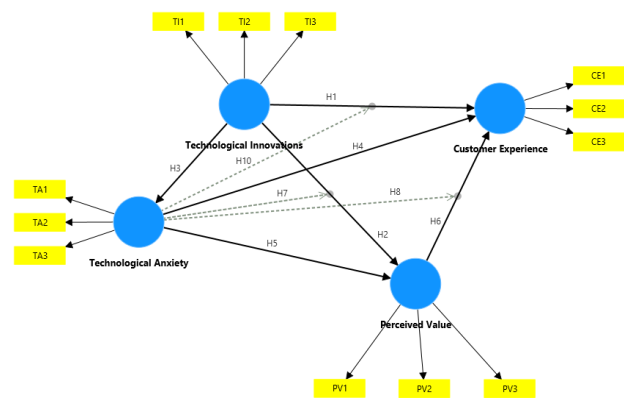 TI1
TI2
TI3
CE1
H1
CE2
Technological Innovations
H4
Customer Experience
CE3
H10
H3
TA1
H7
H8
TA2
H6
H2
H5
TA3
Technological Anxiety
Perceived Value
PV1
PV2
PV3